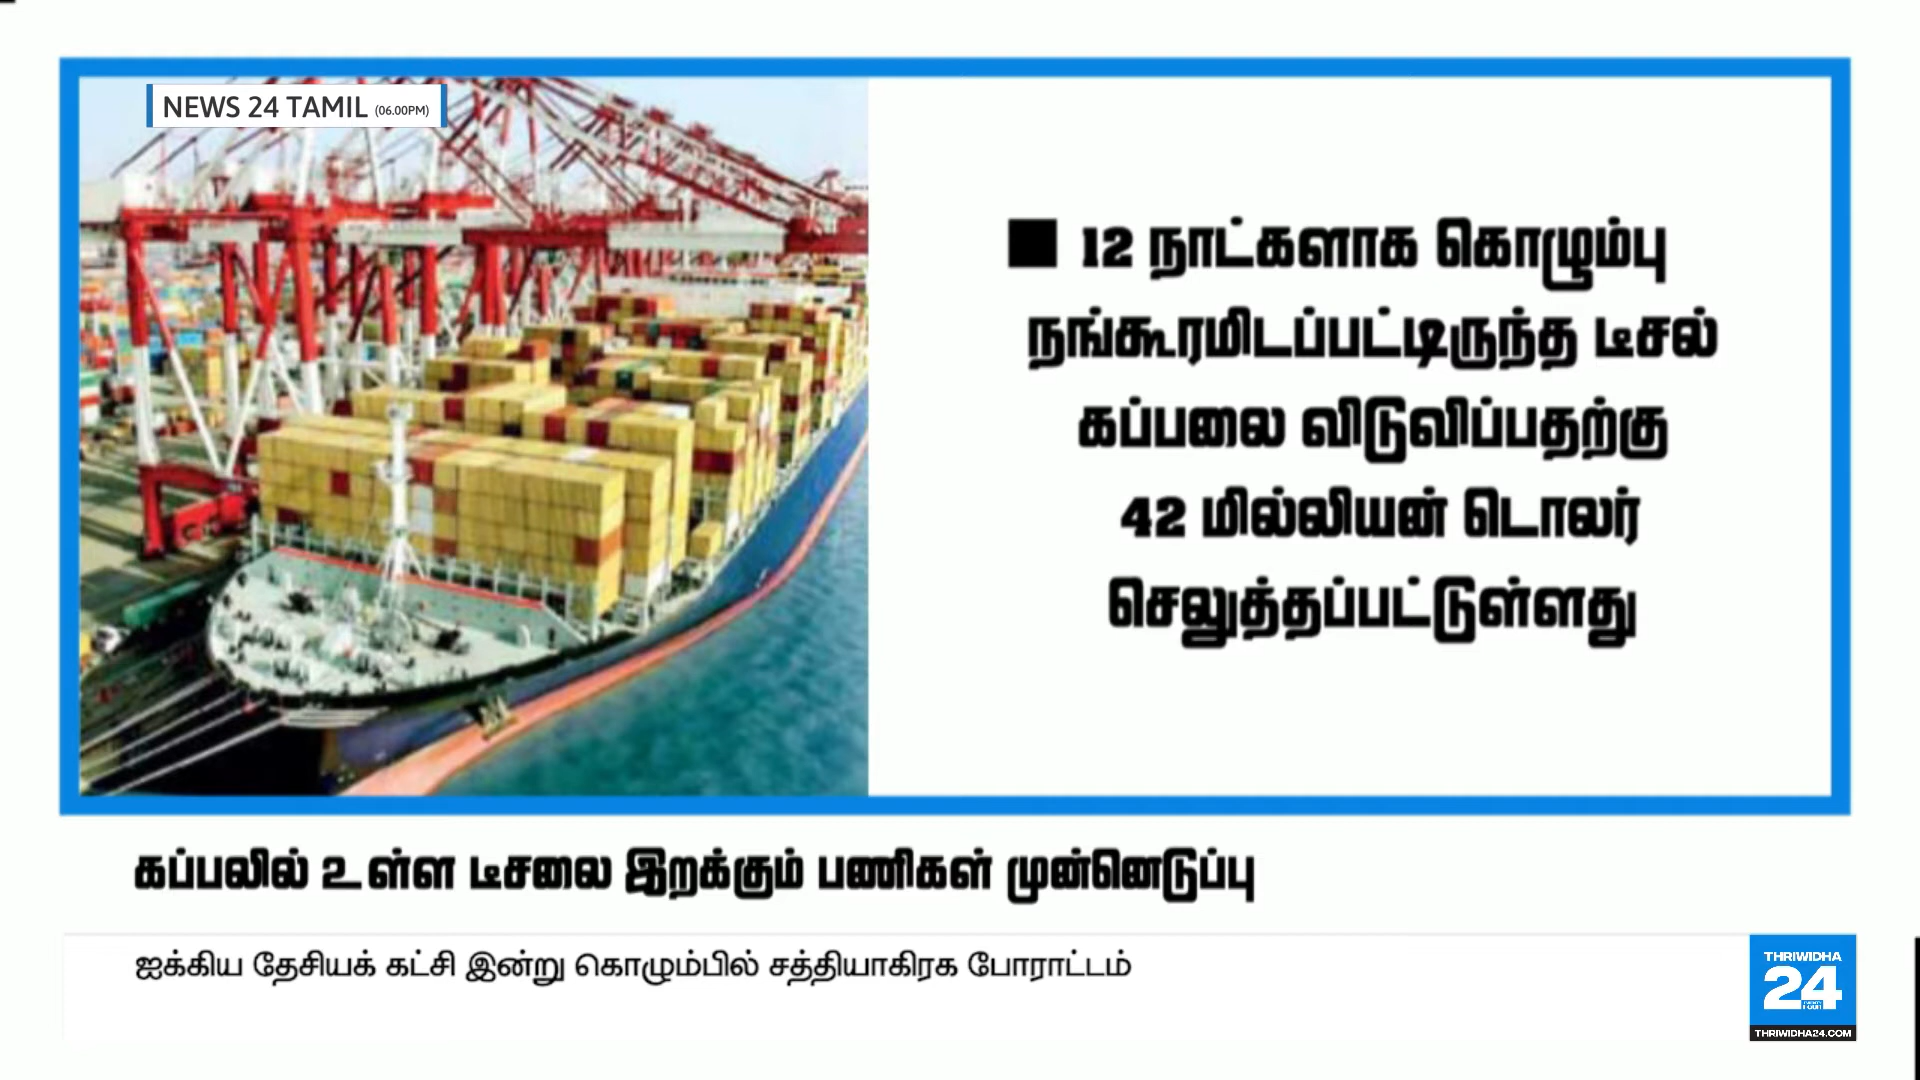 NEWS 24 TAMIL (06.00PM)
12 நாட்களாக கொழும்பு
நங்கூரமிடப்பட்டிருந்த டீசல்
கப்பலை விடுவிப்பதற்கு
42 மில்லியன் டொலர்
செலுத்தப்பட்டுள்ளது
கப்பலில் உள்ள டீசலை இறக்கும் பணிகள் முன்னெடுப்பு
ஐக்கிய தேசியக் கட்சி இன்று கொழும்பில் சத்தியாகிரக போராட்டம்
THRIWIDHA
24
THRIWIDHA24.COM